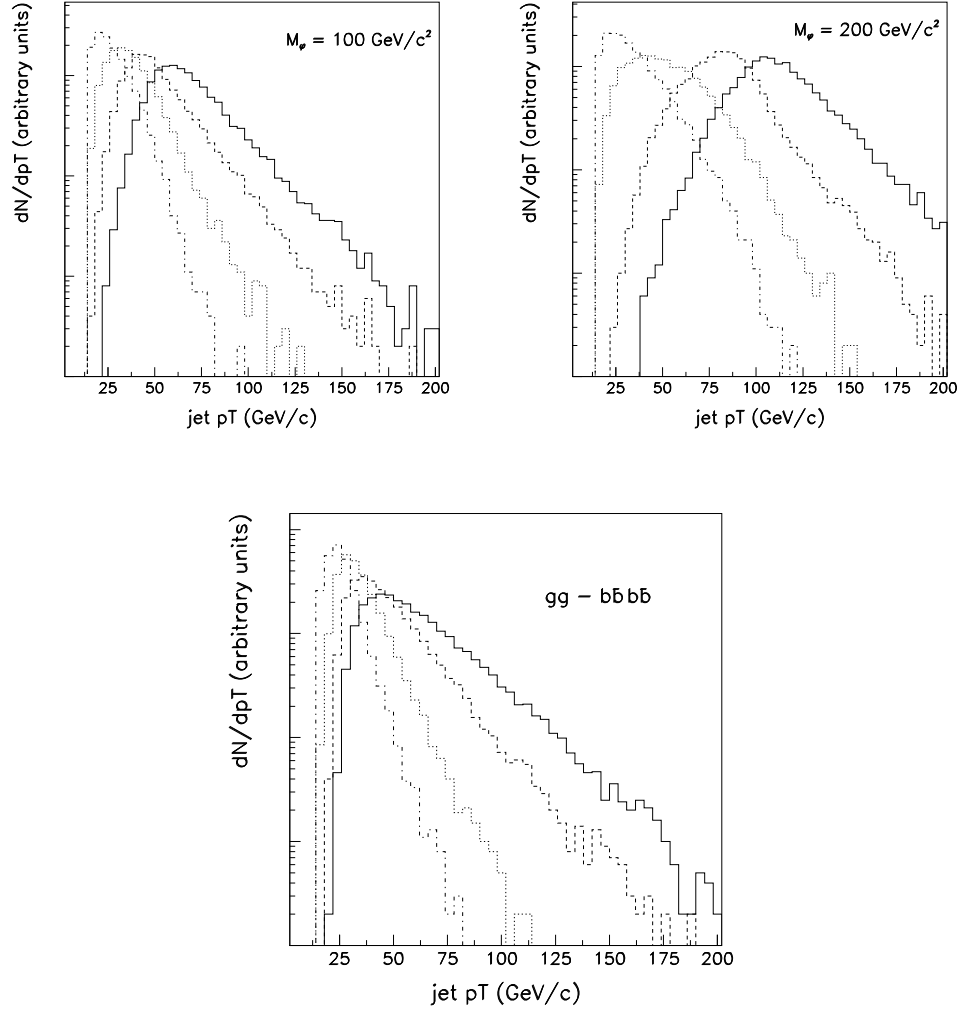 dN/dpT (arbitrary units)
M_φ = 100 GeV/c²
25 50 75 100 125 150 175 200
jet pT (GeV/c)
dN/dpT (arbitrary units)
M_φ = 200 GeV/c²
25 50 75 100 125 150 175 200
jet pT (GeV/c)
dN/dpT (arbitrary units)
gg – bb̄bb̄
25 50 75 100 125 150 175 200
jet pT (GeV/c)